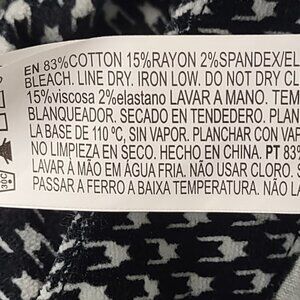 EN 83%COTTON 15%RAYON 2%SPANDEX/EL
BLEACH. LINE DRY. IRON LOW. DO NOT DRY CL
15%viscosa 2%elastano LAVAR A MANO. TEM
BLANQUEADOR. SECADO EN TENDEDERO. PLAN
LA BASE DE 110 °C, SIN VAPOR. PLANCHAR CON VAP
NO LIMPIEZA EN SECO. HECHO EN CHINA. PT 83%
LAVAR À MÃO EM ÁGUA FRIA. NÃO USAR CLORO. S
PASSAR A FERRO A BAIXA TEMPERATURA. NÃO LA
30C